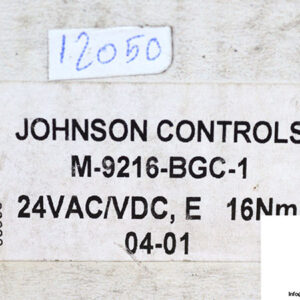 12050
JOHNSON CONTROLS
M-9216-BGC-1
24VAC/VDC, E 16Nm
04-01